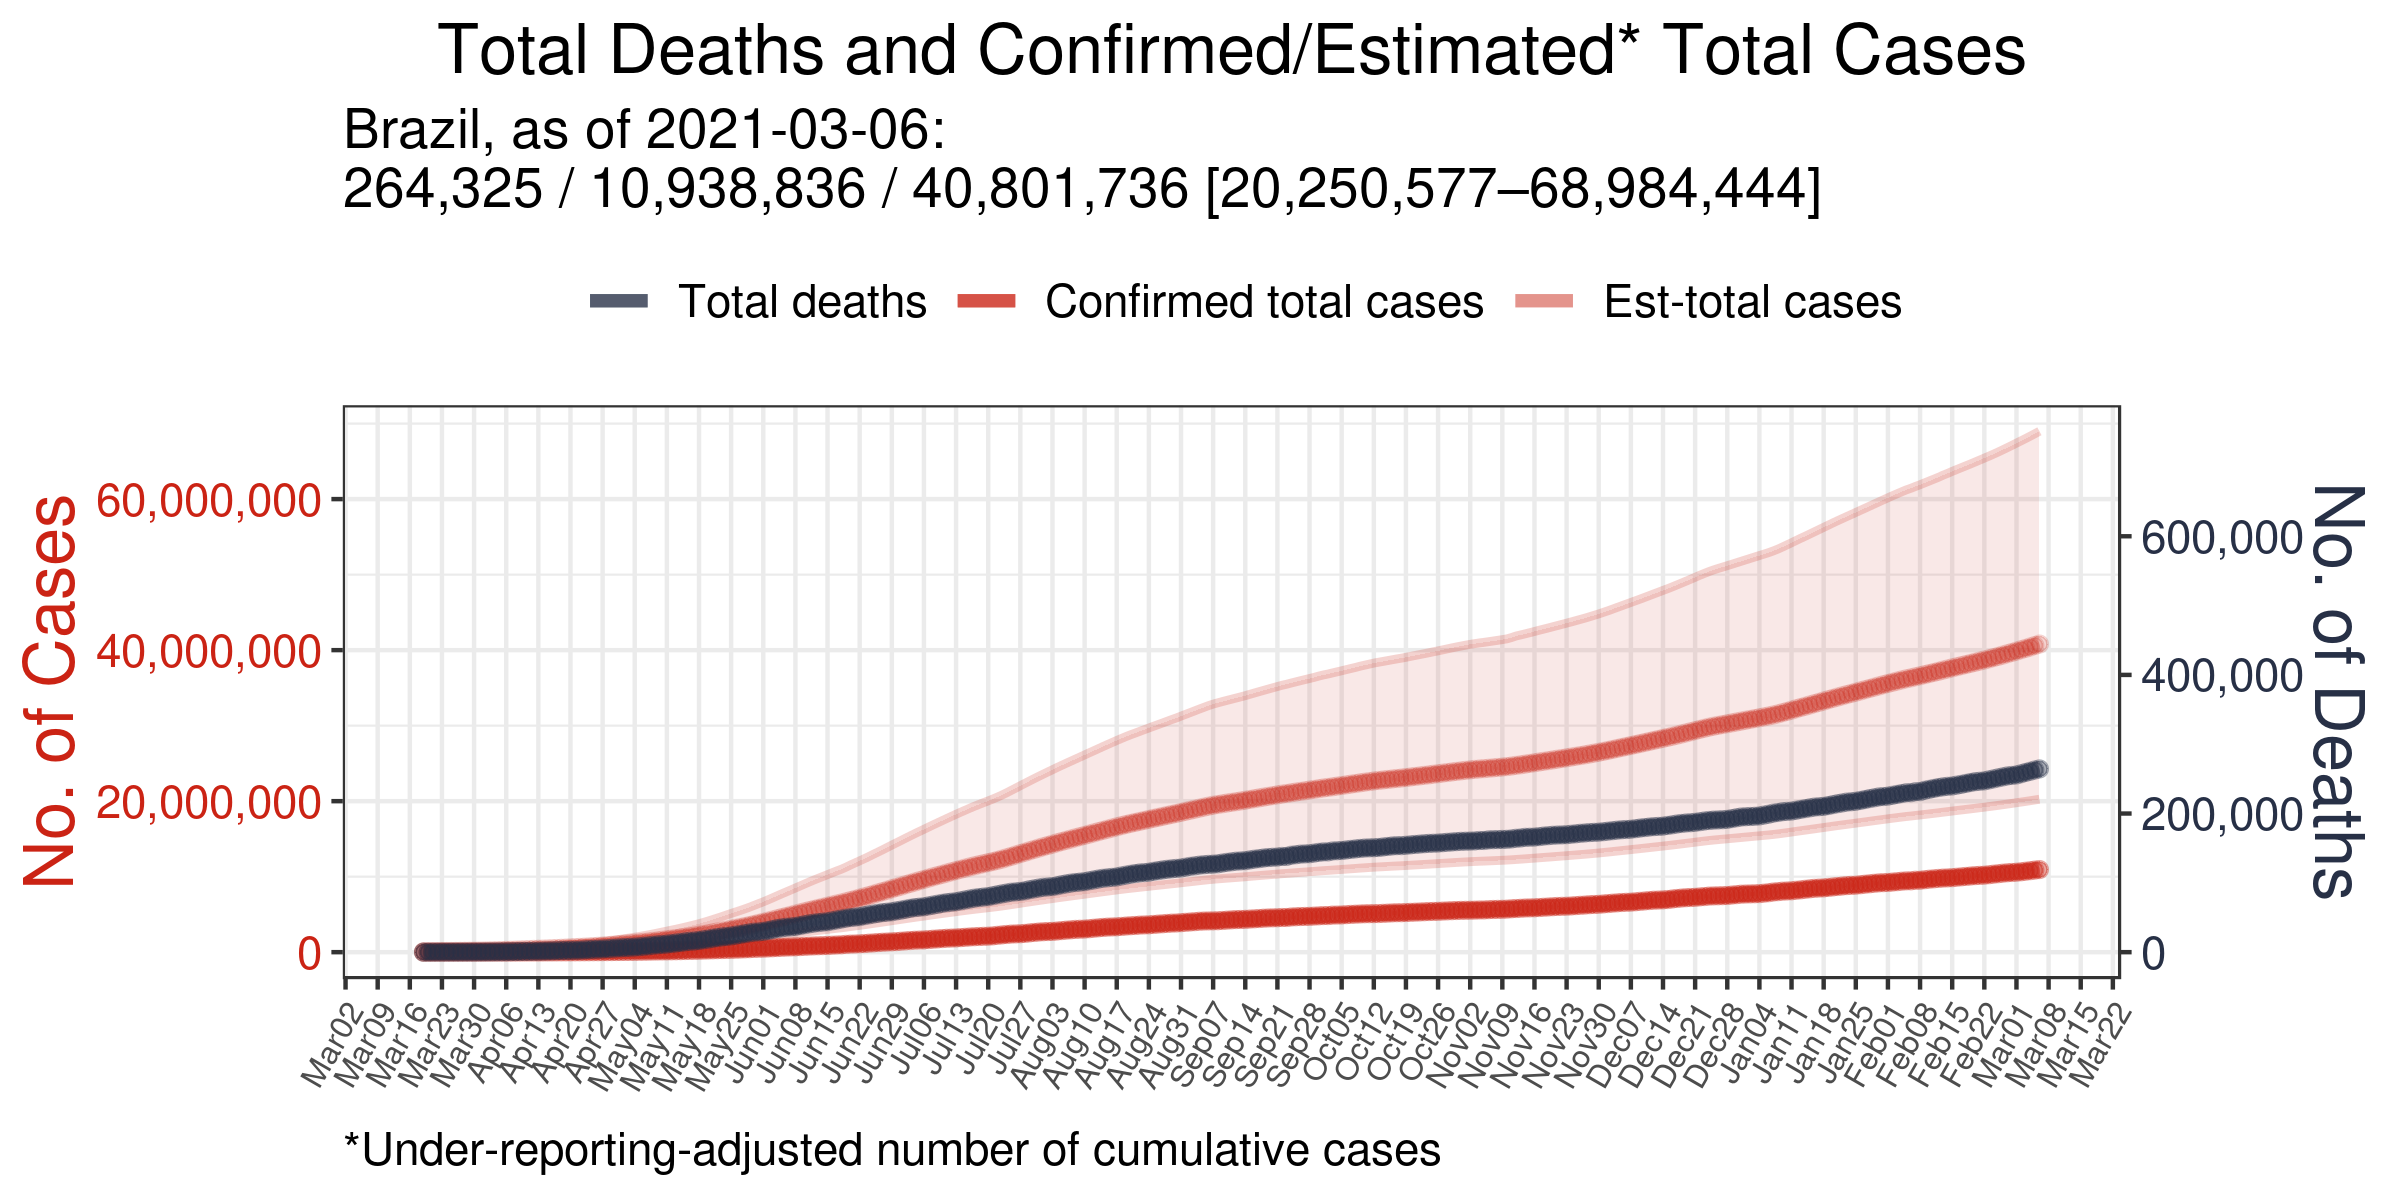 Total Deaths and Confirmed/Estimated* Total Cases
Brazil, as of 2021-03-06:
264,325 / 10,938,836 / 40,801,736 [20,250,577–68,984,444]
Total deaths
Confirmed total cases
Est-total cases
No. of Cases
60,000,000
40,000,000
20,000,000
0
600,000
400,000
200,000
0
No. of Deaths
Mar02
Mar09
Mar16
Mar23
Mar30
Apr06
Apr13
Apr20
Apr27
May04
May11
May18
May25
Jun01
Jun08
Jun15
Jun22
Jun29
Jul06
Jul13
Jul20
Jul27
Aug03
Aug10
Aug17
Aug24
Aug31
Sep07
Sep14
Sep21
Sep28
Oct05
Oct12
Oct19
Oct26
Nov02
Nov09
Nov16
Nov23
Nov30
Dec07
Dec14
Dec21
Dec28
Jan04
Jan11
Jan18
Jan25
Feb01
Feb08
Feb15
Feb22
Mar01
Mar08
Mar15
Mar22
*Under-reporting-adjusted number of cumulative cases